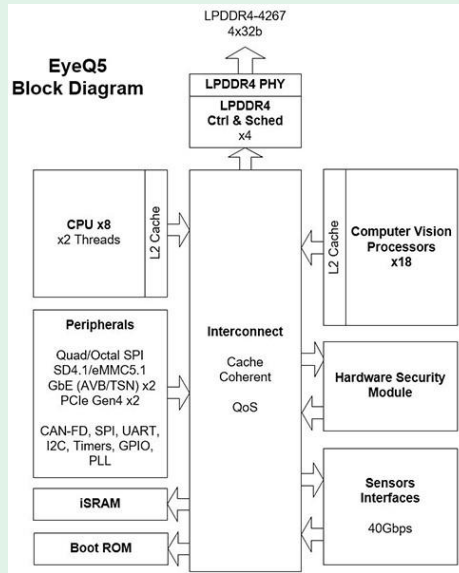 LPDDR4-4267
4x32b
EyeQ5
Block Diagram
LPDDR4 PHY
LPDDR4
Ctrl & Sched
x4
CPU x8
x2 Threads
L2 Cache
L2 Cache
Computer Vision
Processors
x18
Peripherals
Quad/Octal SPI
SD4.1/eMMC5.1
GbE (AVB/TSN) x2
PCIe Gen4 x2
CAN-FD, SPI, UART,
I2C, Timers, GPIO,
PLL
Interconnect
Cache
Coherent
QoS
Hardware Security
Module
iSRAM
Boot ROM
Sensors
Interfaces
40Gbps